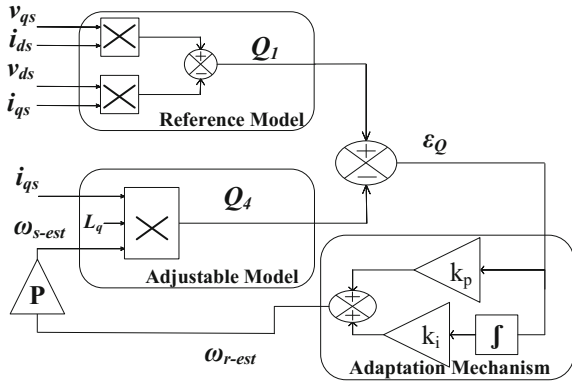 v_qs
i_ds
v_ds
i_qs
+
−
Q_1
Reference Model
+
−
ε_Q
i_qs
L_q
ω_s-est
Q_4
Adjustable Model
P
k_p
+
+
k_i
∫
ω_r-est
Adaptation Mechanism